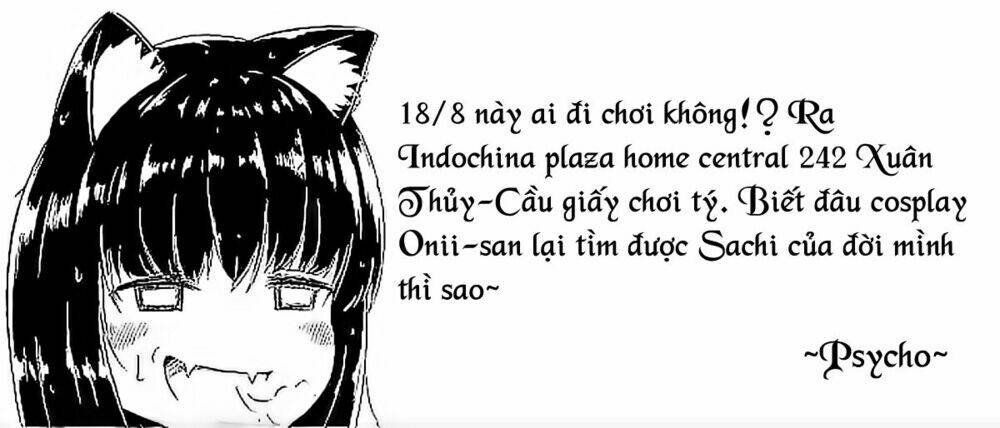 18/8 này ai đi chơi không!? Ra
Indochina plaza home central 242 Xuân
Thủy-Cầu giấy chơi tý. Biết đâu cosplay
Onii-san lại tìm được Sachi của đời mình
thì sao~
~Psycho~